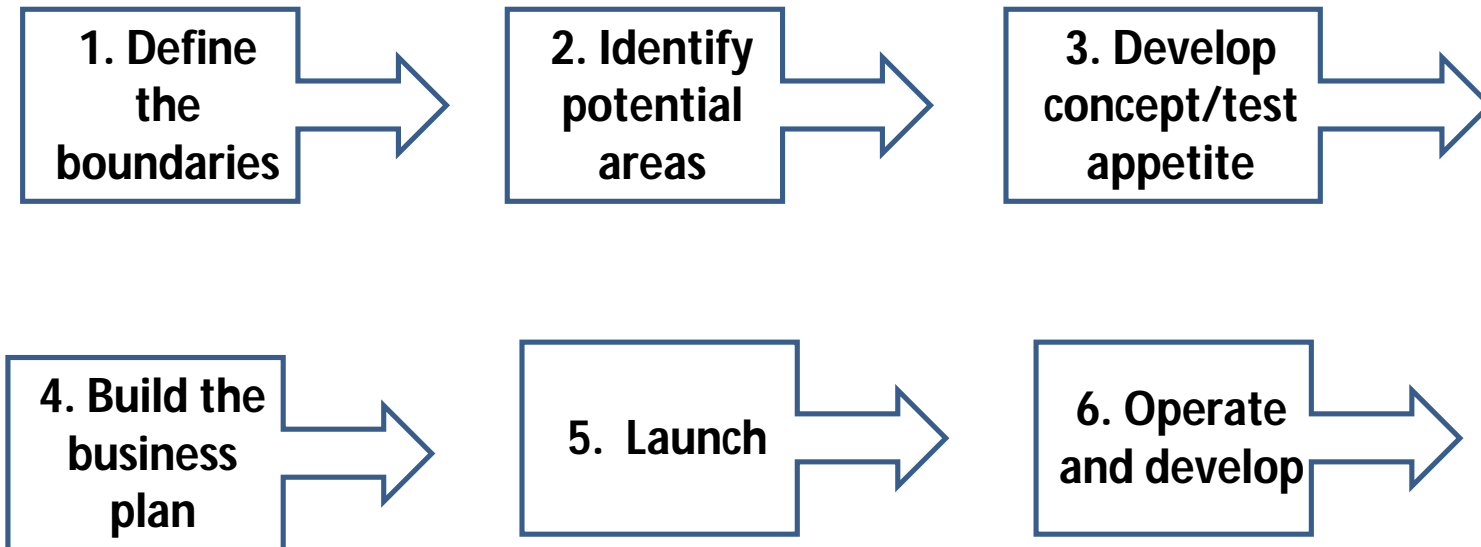 1. Define
the
boundaries
2. Identify
potential
areas
3. Develop
concept/test
appetite
4. Build the
business
plan
5. Launch
6. Operate
and develop